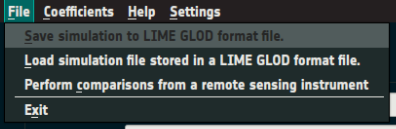 File Coefficients Help Settings
Save simulation to LIME GLOD format file.
Load simulation file stored in a LIME GLOD format file.
Perform comparisons from a remote sensing instrument
Exit